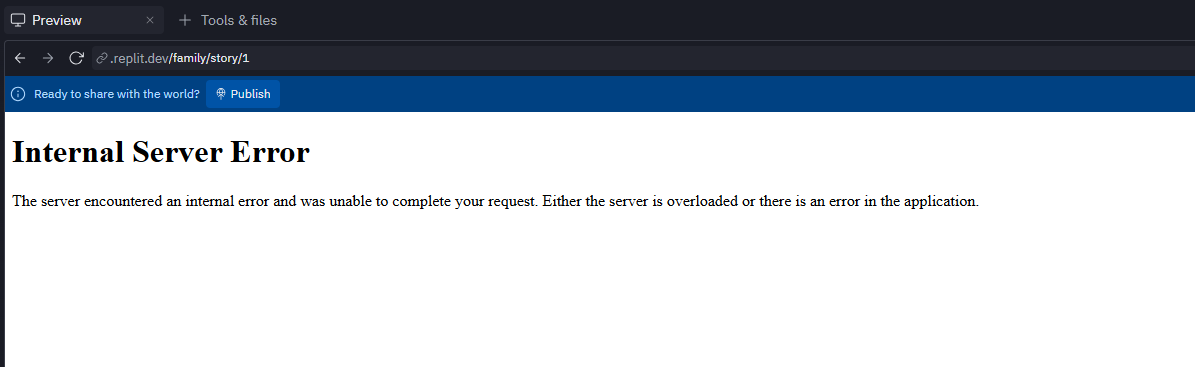 Preview
Tools & files
.replit.dev/family/story/1
Ready to share with the world? Publish
Internal Server Error
The server encountered an internal error and was unable to complete your request. Either the server is overloaded or there is an error in the application.